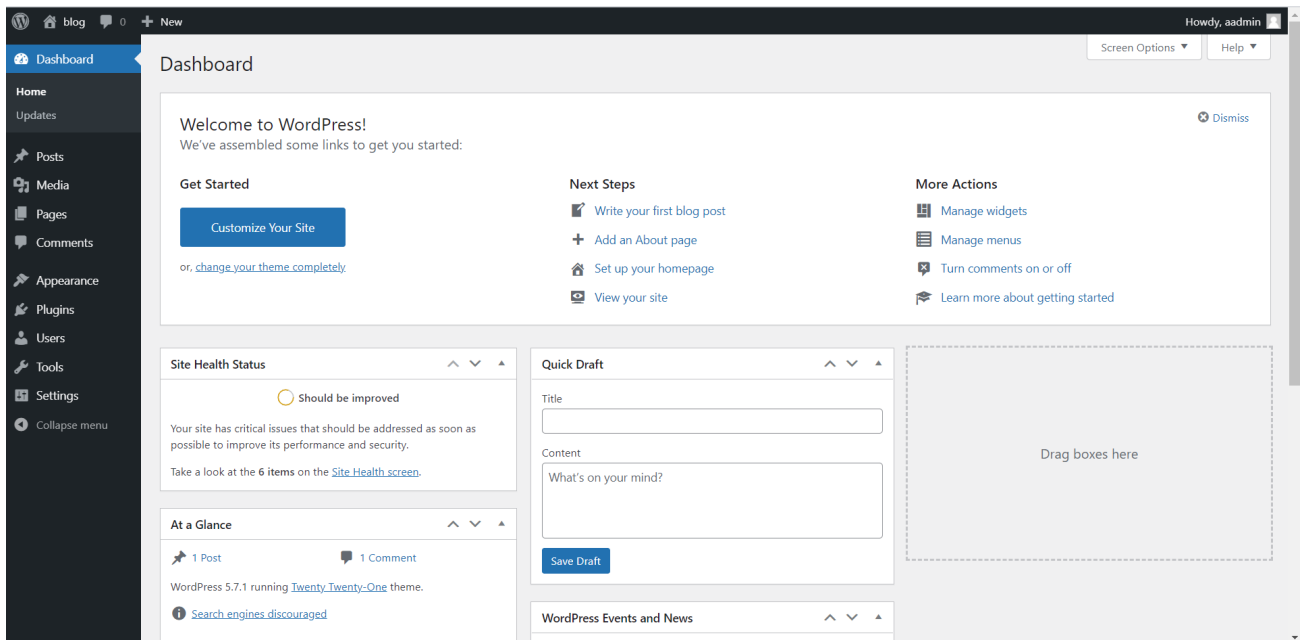 blog 0 New Howdy, aadmin
Screen Options Help
Dashboard
Home
Updates
Posts
Media
Pages
Comments
Appearance
Plugins
Users
Tools
Settings
Collapse menu
Dashboard
Welcome to WordPress!
We've assembled some links to get you started:
Dismiss
Get Started
Customize Your Site
or, change your theme completely
Next Steps
Write your first blog post
Add an About page
Set up your homepage
View your site
More Actions
Manage widgets
Manage menus
Turn comments on or off
Learn more about getting started
Site Health Status
Should be improved
Your site has critical issues that should be addressed as soon as
possible to improve its performance and security.
Take a look at the 6 items on the Site Health screen.
At a Glance
1 Post 1 Comment
WordPress 5.7.1 running Twenty Twenty-One theme.
Search engines discouraged
Quick Draft
Title
Content
What's on your mind?
Save Draft
WordPress Events and News
Drag boxes here